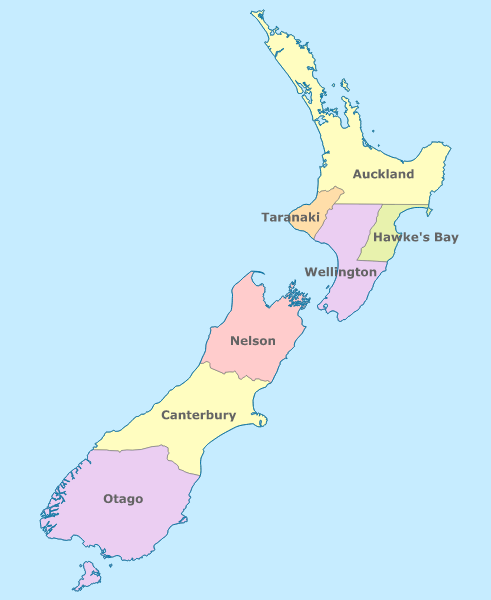 Auckland
Taranaki
Hawke's Bay
Wellington
Nelson
Canterbury
Otago